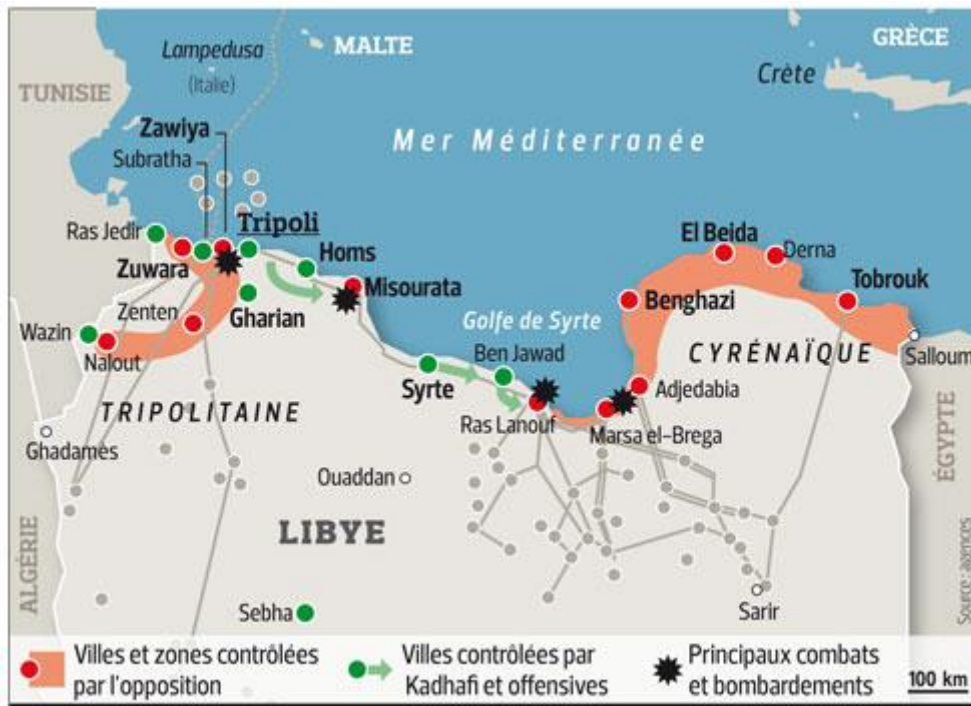 Lampedusa
(Italie)
MALTE
GRÈCE
Crète
TUNISIE
Zawiya
Subratha
Mer Méditerranée
Ras Jedir
Tripoli
Homs
Zuwara
Misourata
El Beida
Derna
Tobrouk
Benghazi
Zenten
Gharian
Wazin
Nalout
Golfe de Syrte
Ben Jawad
CYRÉNAÏQUE
Salloum
Syrte
Adjedabia
TRIPOLITAINE
Ras Lanouf
Marsa el-Brega
Ghadamès
Ouaddan
ÉGYPTE
LIBYE
ALGÉRIE
Sebha
Sarir
Source : agences
Villes et zones contrôlées
par l'opposition
Villes contrôlées par
Kadhafi et offensives
Principaux combats
et bombardements
100 km